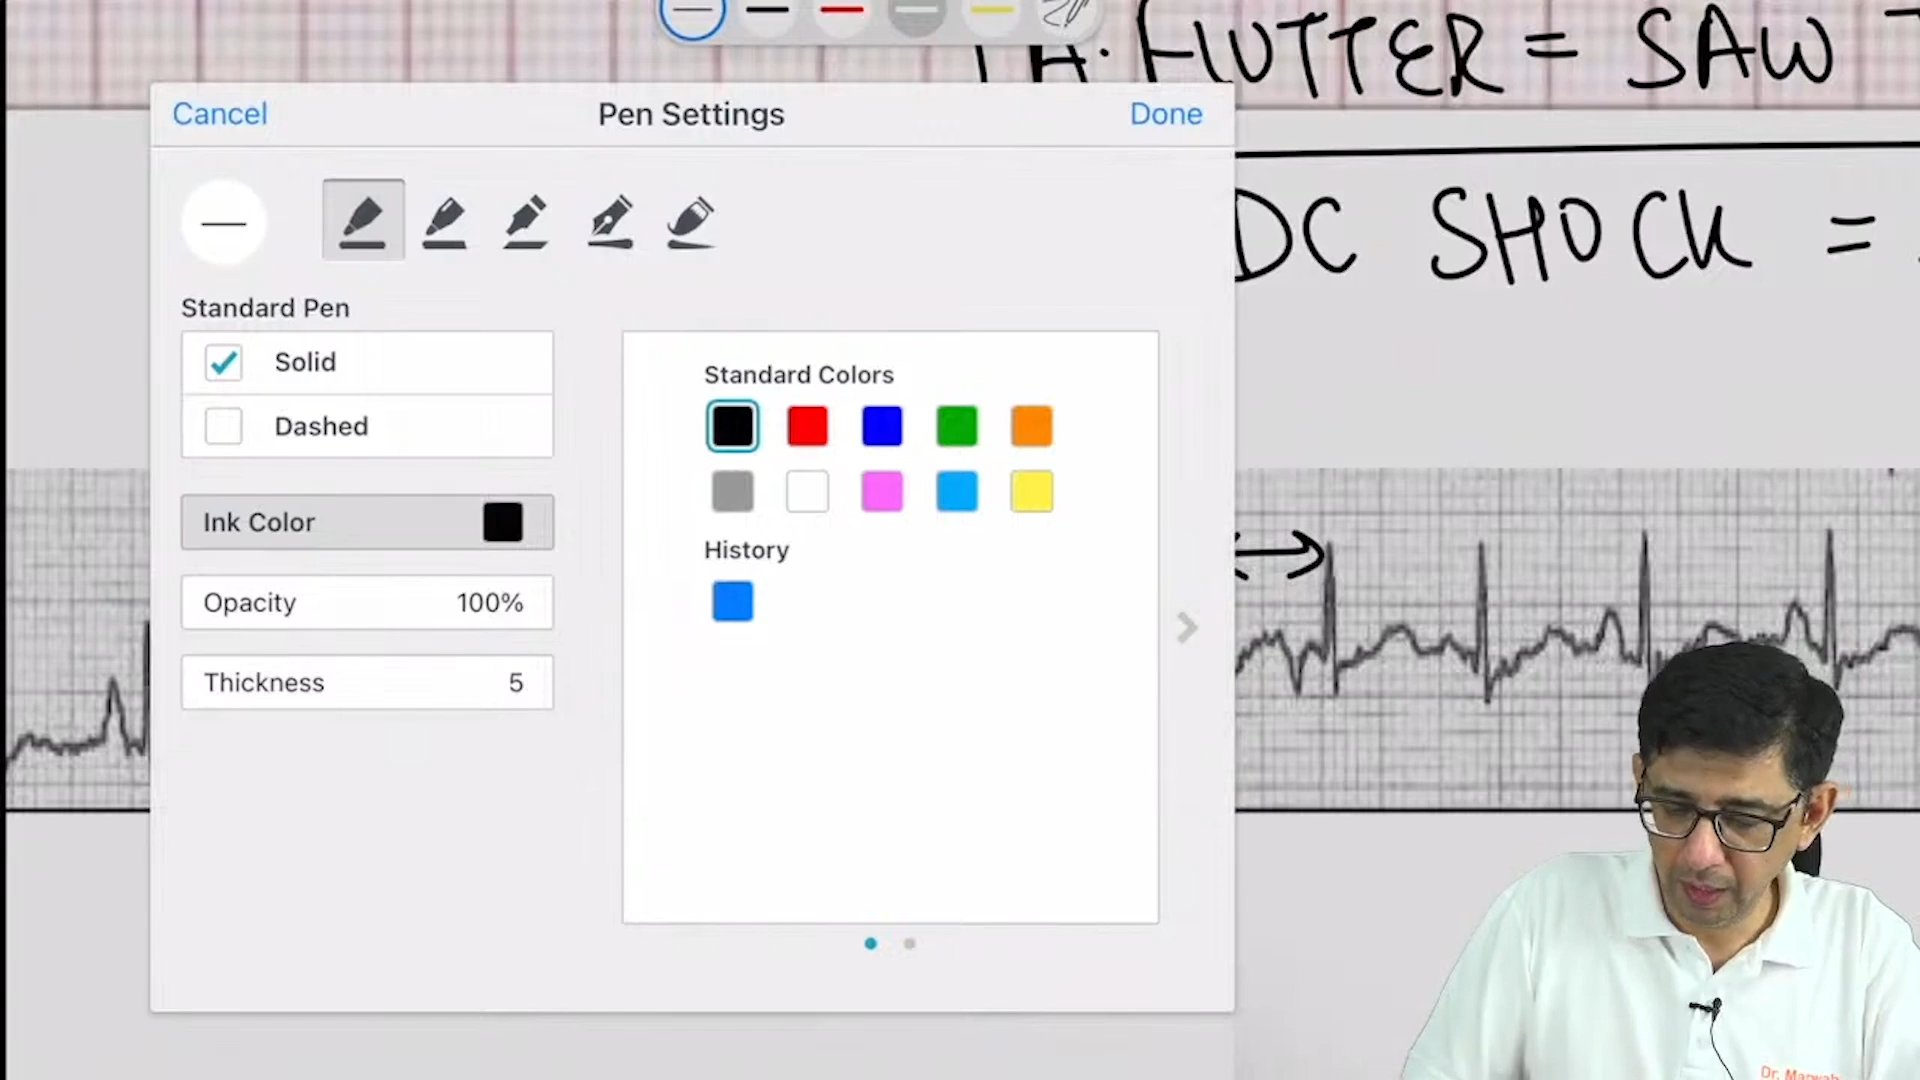 A. FLUTTER = SAW
Cancel
Pen Settings
Done
DC SHOCK =
Standard Pen
Solid
Dashed
Standard Colors
Ink Color
History
Opacity 100%
Thickness 5
Dr.